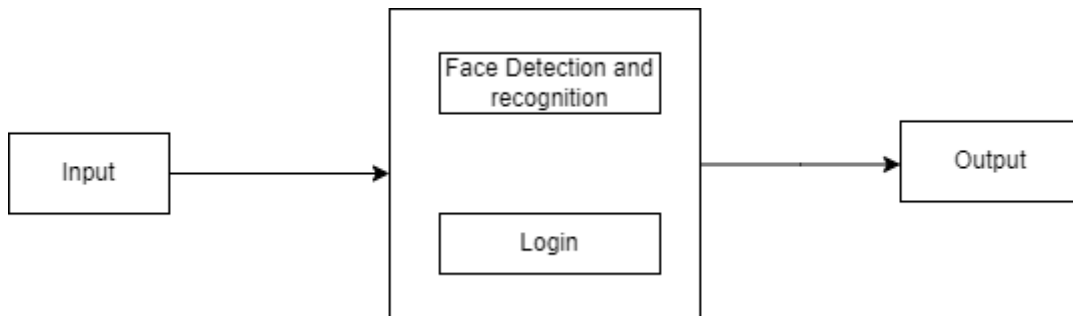 Input
Face Detection and
recognition
Login
Output